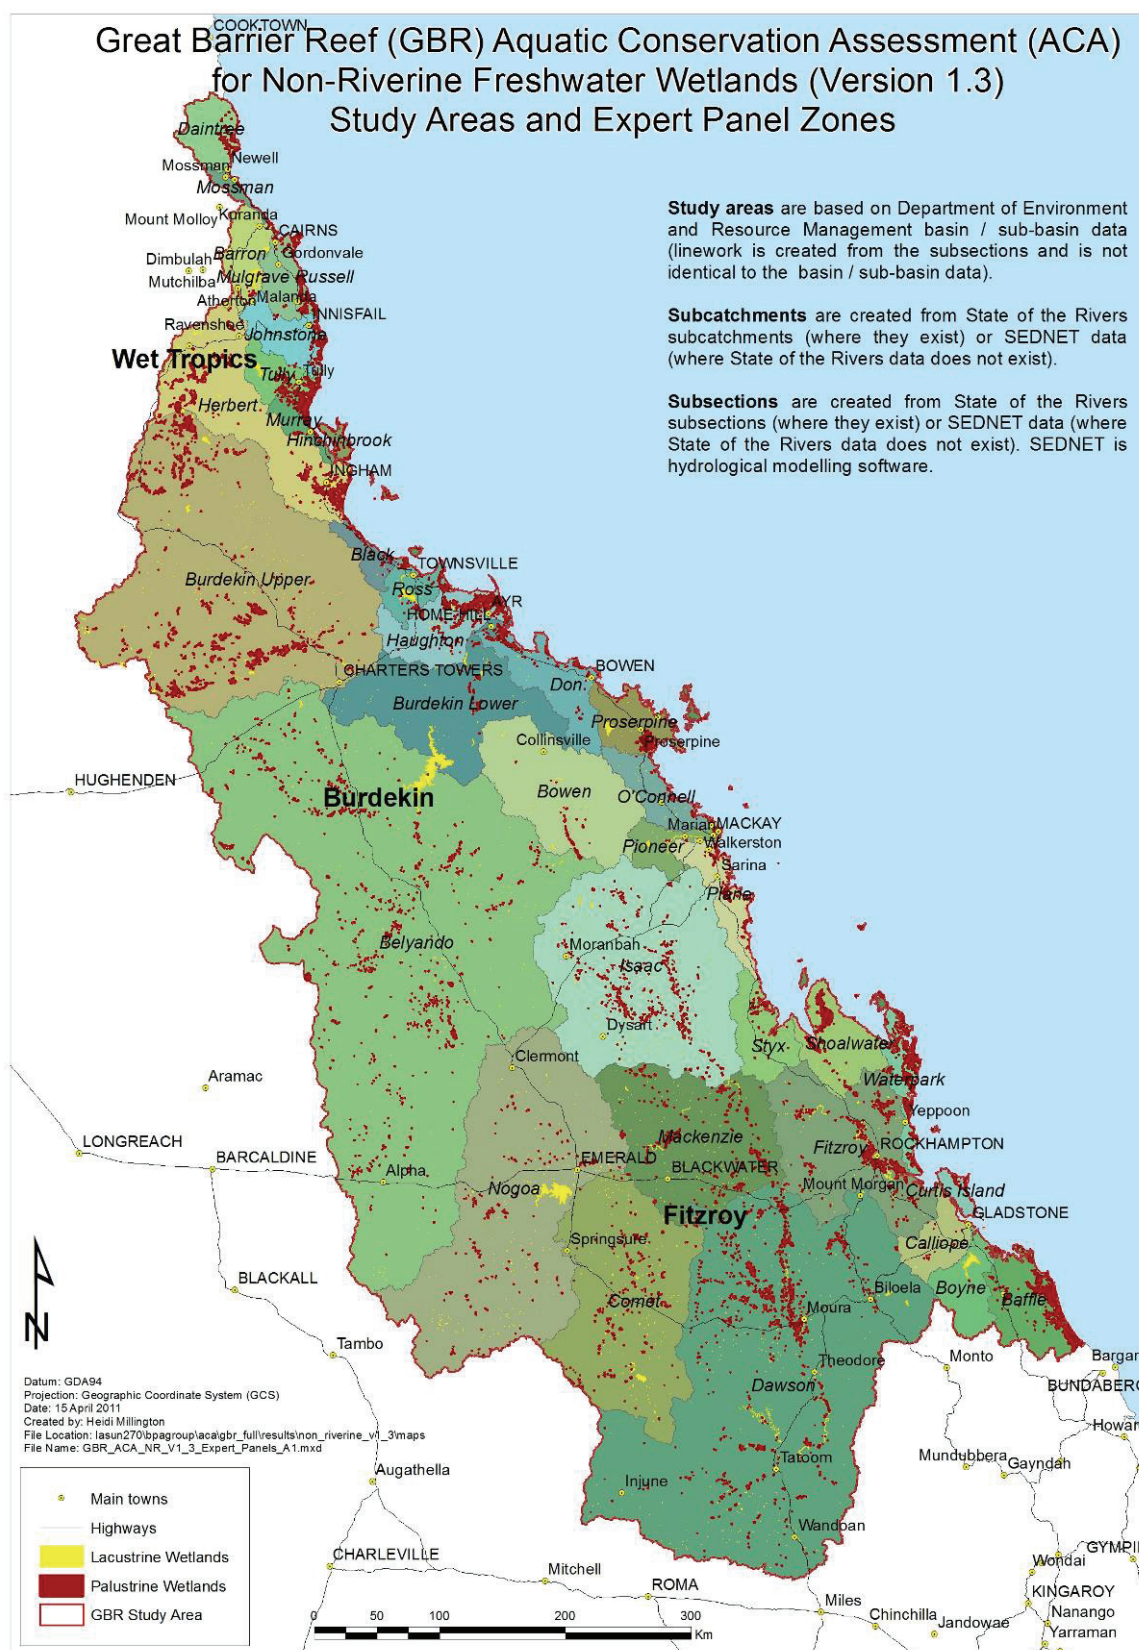 COOKTOWN
Great Barrier Reef (GBR) Aquatic Conservation Assessment (ACA)
for Non-Riverine Freshwater Wetlands (Version 1.3)
Study Areas and Expert Panel Zones
Daintree
Newell
Mossman
Mossman
Study areas are based on Department of Environment
and Resource Management basin / sub-basin data
(linework is created from the subsections and is not
identical to the basin / sub-basin data).
Mount Molloy
Kuranda
CAIRNS
Barron
Gordonvale
Dimbulah
Mutchilba
Mulgrave Russell
Atherton
Malanda
Subcatchments are created from State of the Rivers
subcatchments (where they exist) or SEDNET data
(where State of the Rivers data does not exist).
Ravenshoe
INNISFAIL
Johnstone
Wet Tropics
Tully
Tully
Herbert
Murray
Hinchinbrook
INGHAM
Subsections are created from State of the Rivers
subsections (where they exist) or SEDNET data (where
State of the Rivers data does not exist). SEDNET is
hydrological modelling software.
Black
TOWNSVILLE
Burdekin Upper
Ross
AYR
HOME HILL
Haughton
CHARTERS TOWERS
BOWEN
Don
Burdekin Lower
Proserpine
Proserpine
Collinsville
HUGHENDEN
Burdekin
Bowen
O'Connell
Marian
MACKAY
Walkerston
Pioneer
Sarina
Plane
Belyando
Moranbah
Isaac
Dysart
Styx
Shoalwater
Clermont
Waterpark
Aramac
Yeppoon
Mackenzie
Fitzroy
ROCKHAMPTON
LONGREACH
BARCALDINE
Alpha
EMERALD
BLACKWATER
Nogoa
Mount Morgan
Curtis Island
Fitzroy
GLADSTONE
Springsure
Calliope
BLACKALL
Biloela
Boyne
Baffle
Comet
Moura
N
Tambo
Theodore
Monto
Bargar
BUNDABERG
Dawson
Datum: GDA94
Projection: Geographic Coordinate System (GCS)
Date: 15 April 2011
Created by: Heidi Millington
File Location: lasun270\bpagroup\aca\gbr_full\results\non_riverine_v1_3\maps
File Name: GBR_ACA_NR_V1_3_Expert_Panels_A1.mxd
Howar
Mundubbera
Gayndah
Augathella
Tatoom
Injune
Main towns
Highways
Lacustrine Wetlands
Palustrine Wetlands
GBR Study Area
Wandoan
CHARLEVILLE
Mitchell
ROMA
Miles
Chinchilla
Jandowae
GYMPIE
Wondai
KINGAROY
Nanango
Yarraman
0 50 100 200 300
Km